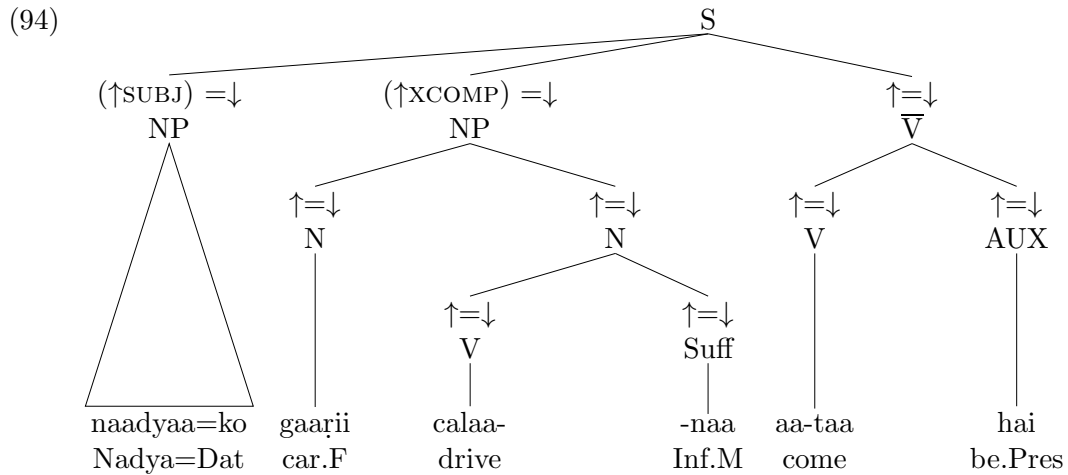 (94)
S
(↑SUBJ) =↓ (↑XCOMP) =↓ ↑=↓
NP NP V̅
↑=↓ ↑=↓ ↑=↓ ↑=↓
N N V AUX
↑=↓ ↑=↓
V Suff
naadyaa=ko gaaṛii calaa- -naa aa-taa hai
Nadya=Dat car.F drive Inf.M come be.Pres